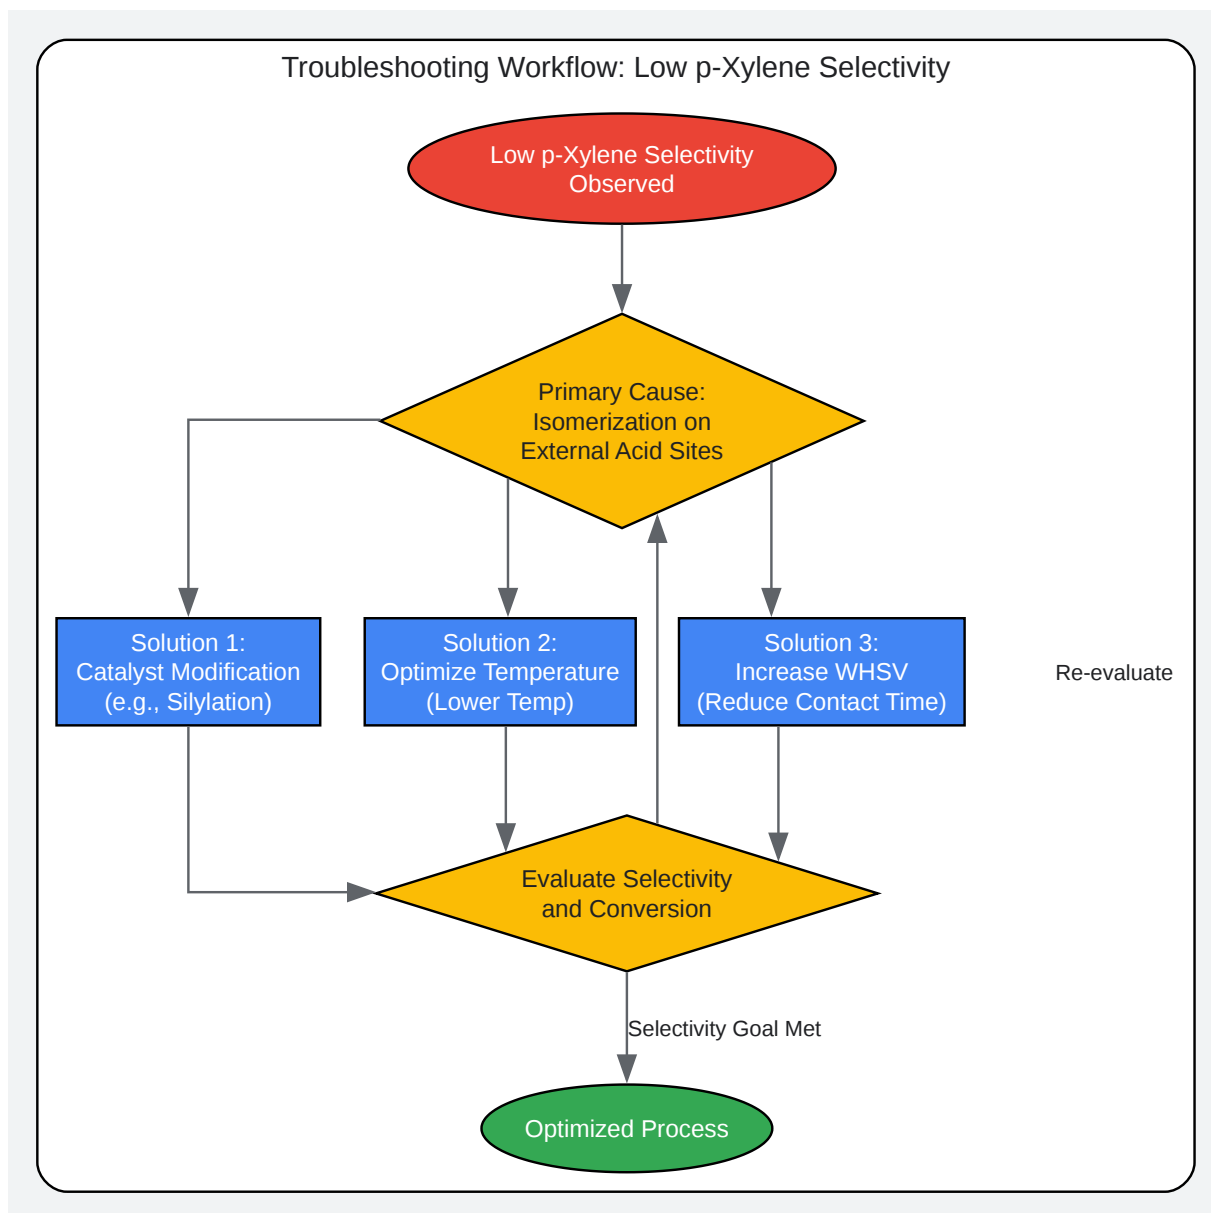 Troubleshooting Workflow: Low p-Xylene Selectivity
Low p-Xylene Selectivity
Observed
Primary Cause:
Isomerization on
External Acid Sites
Solution 1:
Catalyst Modification
(e.g., Silylation)
Solution 2:
Optimize Temperature
(Lower Temp)
Solution 3:
Increase WHSV
(Reduce Contact Time)
Re-evaluate
Evaluate Selectivity
and Conversion
Selectivity Goal Met
Optimized Process